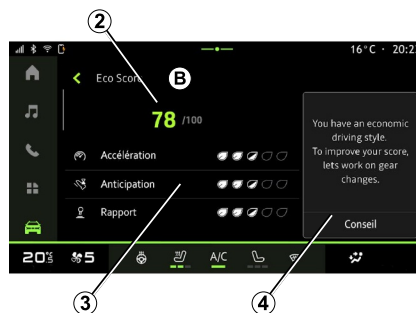 2
16°C · 20:2
Eco Score
B
78 /100
Accélération
Anticipation
Rapport
You have an economic
driving style.
To improve your score,
lets work on gear
changes.
Conseil
20°5
5
A/C
3
4